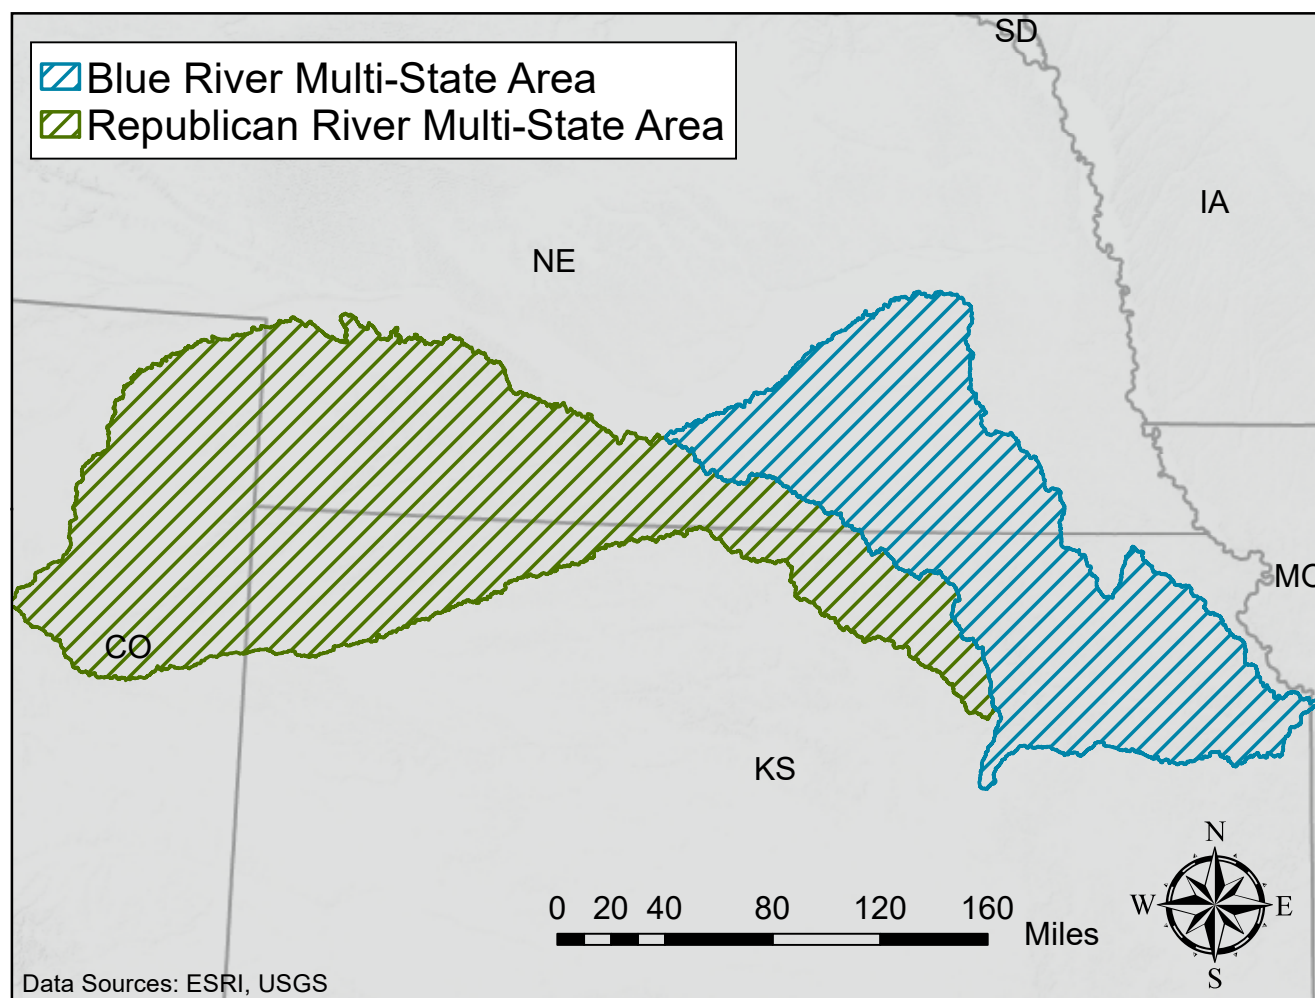 SD
Blue River Multi-State Area
Republican River Multi-State Area
IA
NE
MO
CO
KS
N
W E
S
0 20 40 80 120 160
Miles
Data Sources: ESRI, USGS